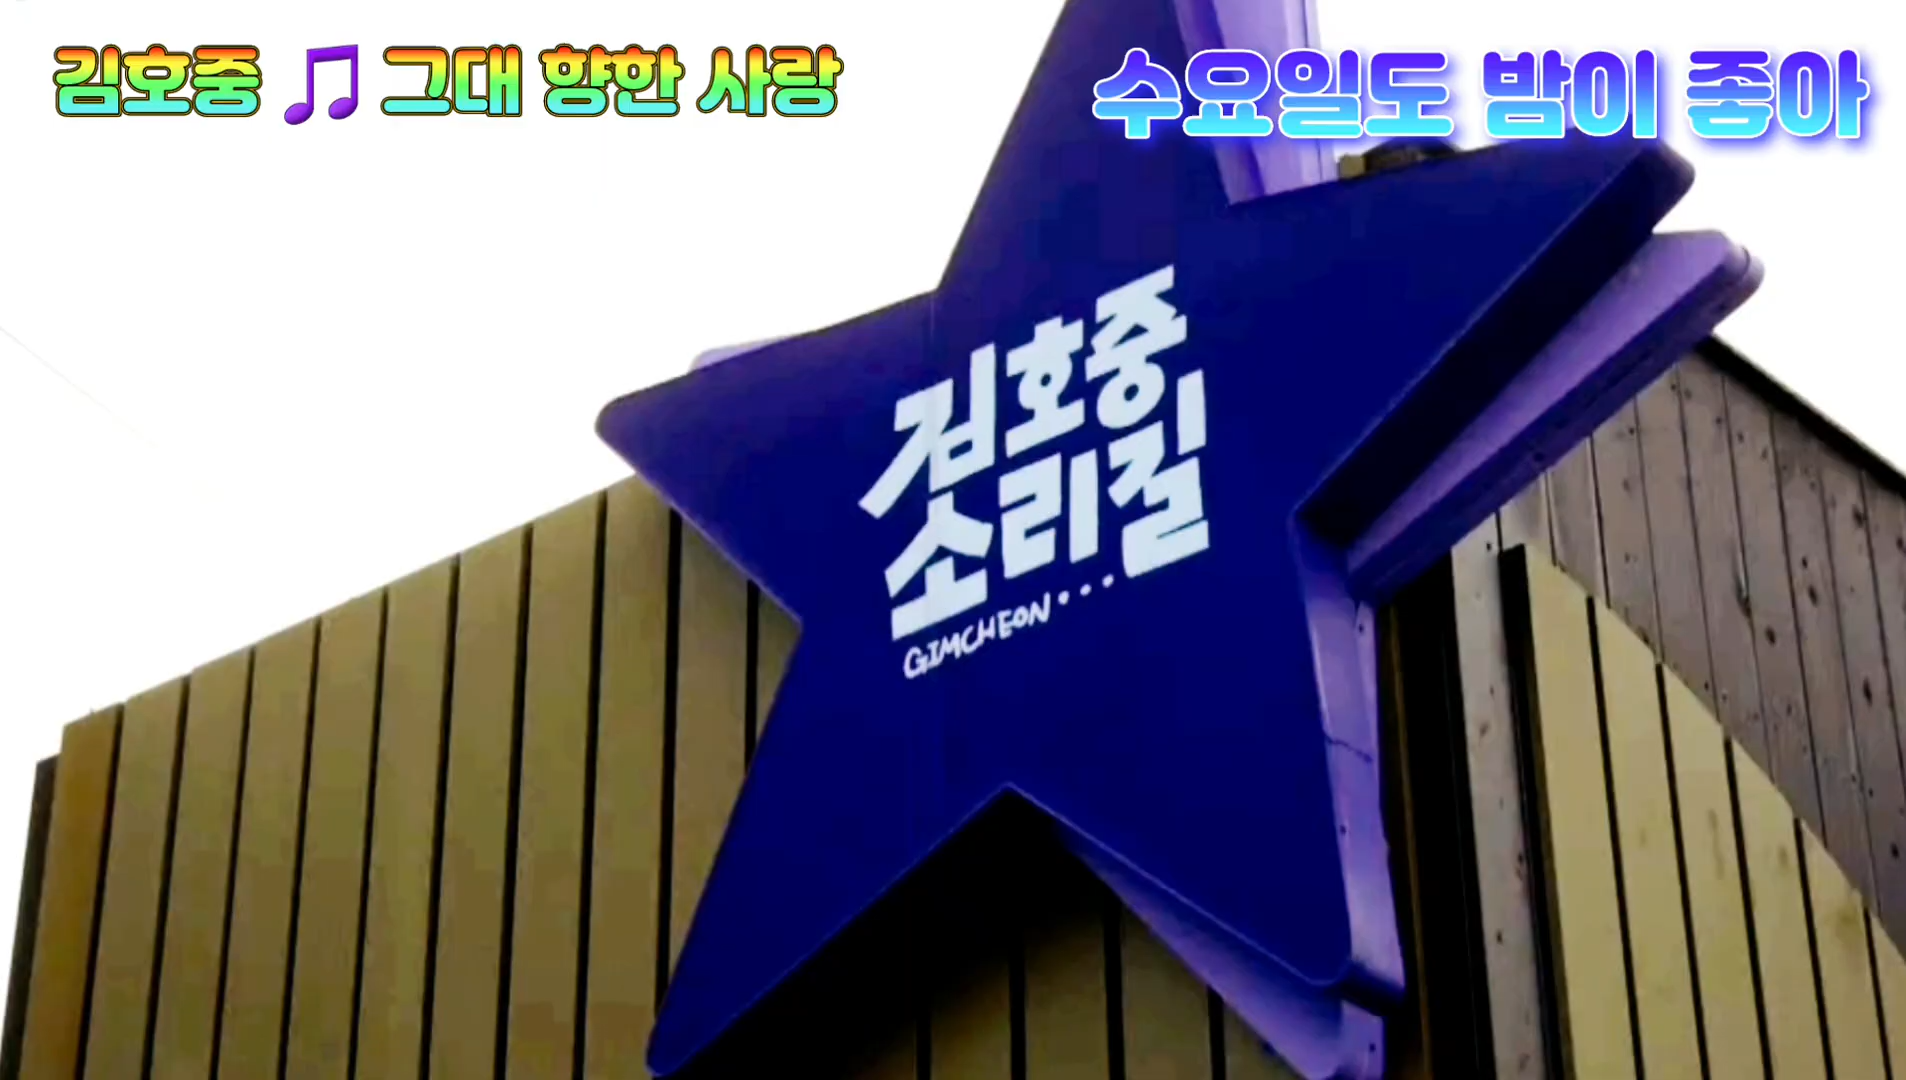 김호중 🎵 그대 향한 사랑
수요일도 밤이 좋아
김호중
소리길
GIMCHEON...